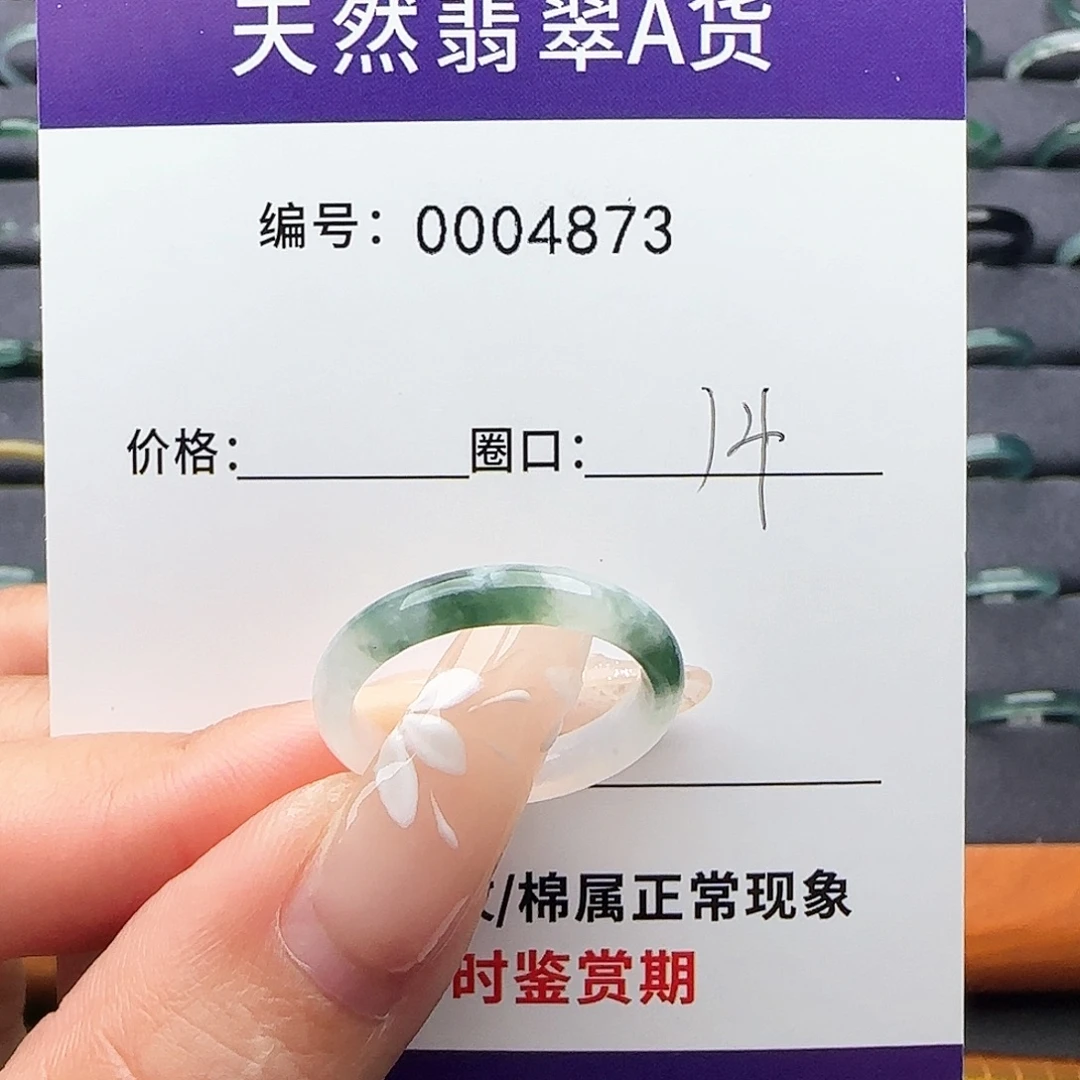 天然翡翠A货
编号：0004873
价格：
圈口：14
/棉属正常现象
时鉴赏期